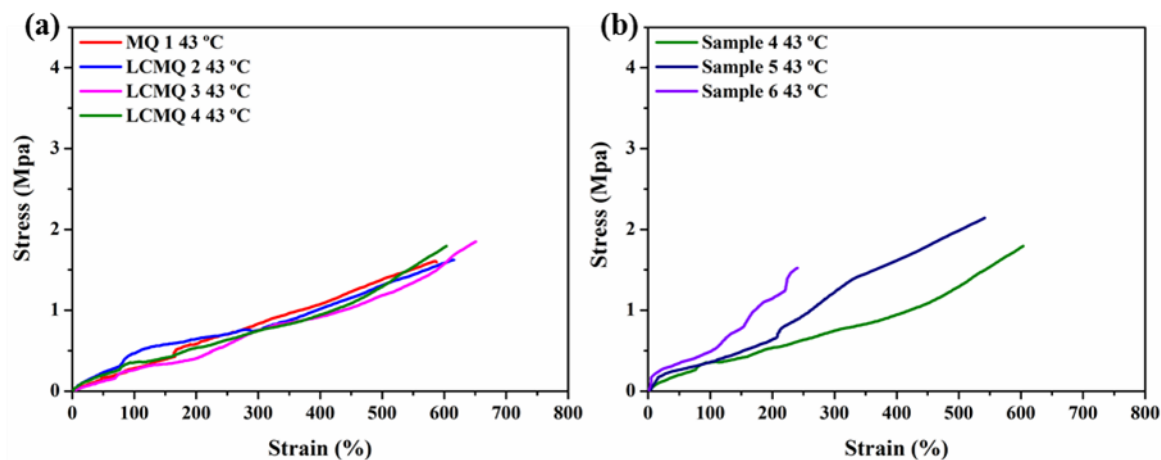 (a)
MQ 1 43 ºC
LCMQ 2 43 ºC
LCMQ 3 43 ºC
LCMQ 4 43 ºC
Stress (Mpa)
4
3
2
1
0
0 100 200 300 400 500 600 700 800
Strain (%)
(b)
Sample 4 43 ºC
Sample 5 43 ºC
Sample 6 43 ºC
Stress (Mpa)
4
3
2
1
0
0 100 200 300 400 500 600 700 800
Strain (%)